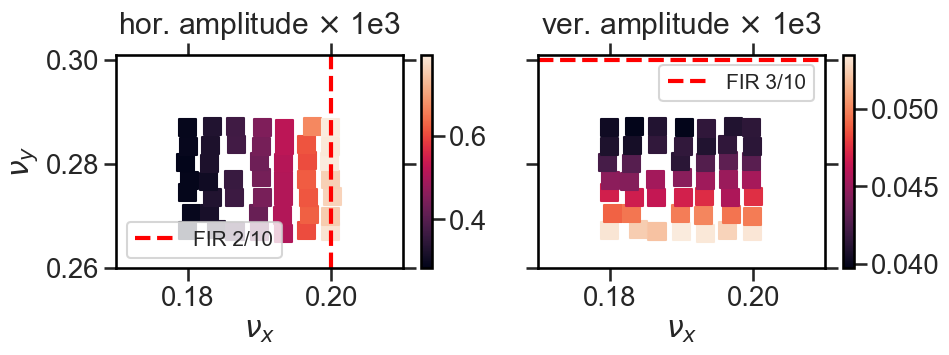 hor. amplitude × 1e3
ver. amplitude × 1e3
0.30
0.28
0.26
ν_y
0.18
0.20
ν_x
FIR 2/10
0.6
0.4
FIR 3/10
0.18
0.20
ν_x
0.050
0.045
0.040